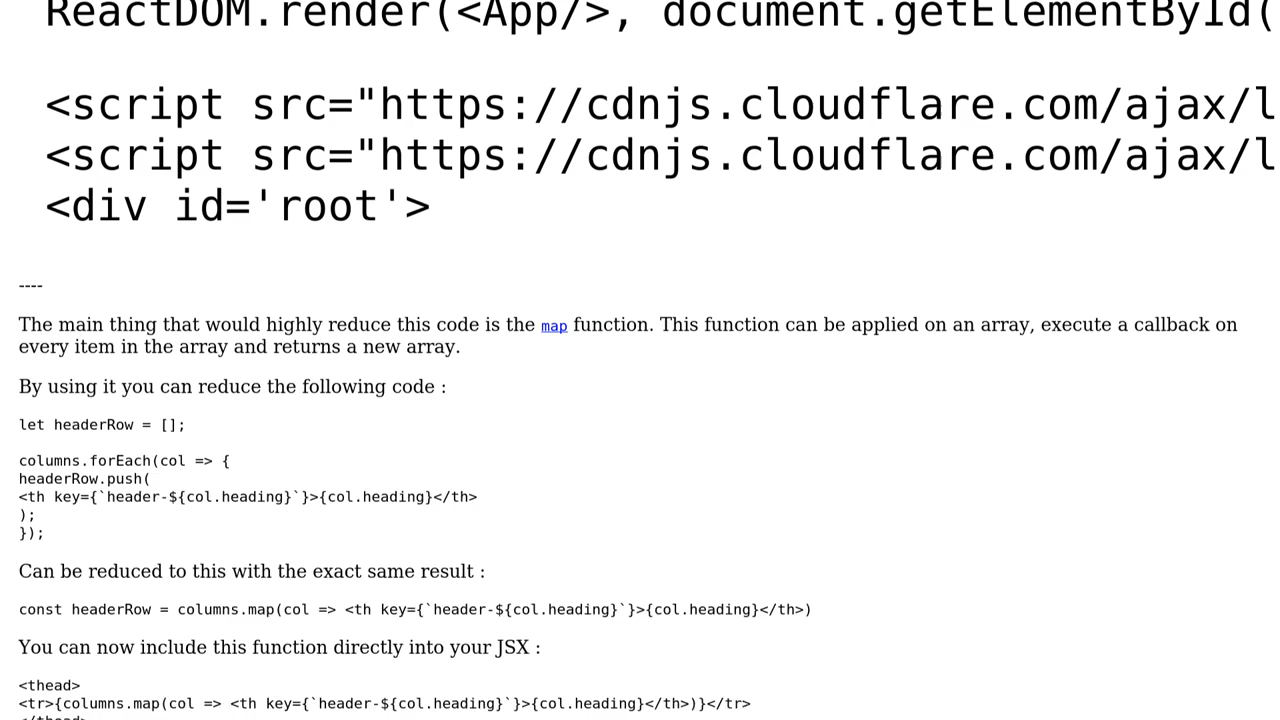 ReactDOM.render(<App/>, document.getElementById(
<script src="https://cdnjs.cloudflare.com/ajax/l
<script src="https://cdnjs.cloudflare.com/ajax/l
<div id='root'>
----
The main thing that would highly reduce this code is the map function. This function can be applied on an array, execute a callback on
every item in the array and returns a new array.
By using it you can reduce the following code :
let headerRow = [];
columns.forEach(col => {
headerRow.push(
<th key={`header-${col.heading}`}>{col.heading}</th>
);
});
Can be reduced to this with the exact same result :
const headerRow = columns.map(col => <th key={`header-${col.heading}`}>{col.heading}</th>)
You can now include this function directly into your JSX :
<thead>
<tr>{columns.map(col => <th key={`header-${col.heading}`}>{col.heading}</th>)}</tr>
</thead>